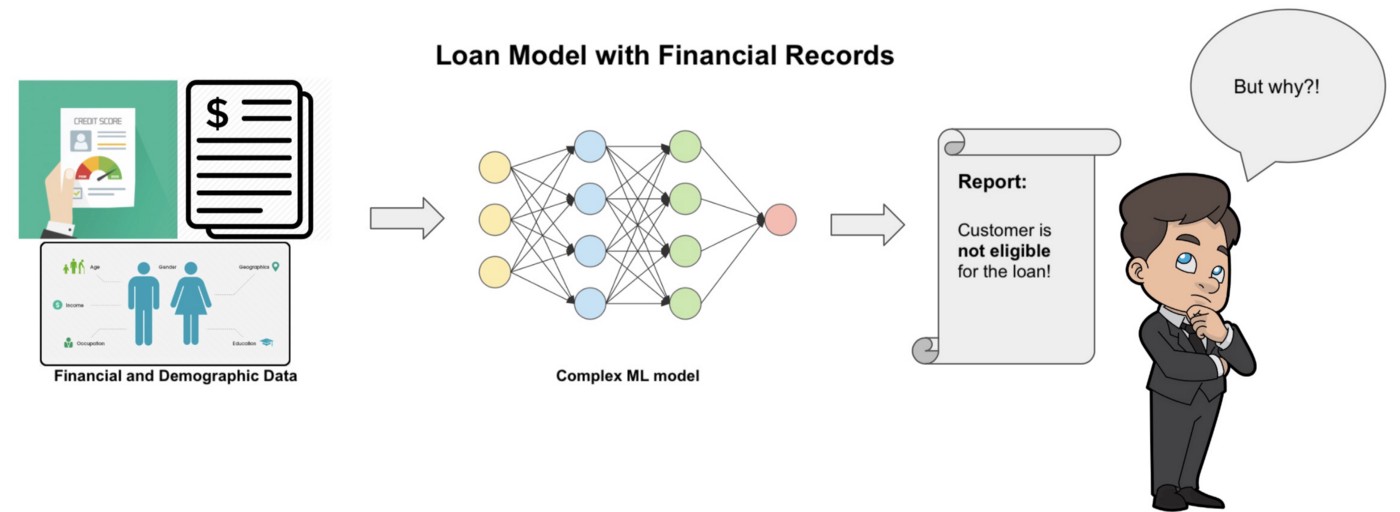 Loan Model with Financial Records
CREDIT SCORE
$
Age
Gender
Geographics
$
Income
Occupation
Education
Financial and Demographic Data
Complex ML model
Report:
Customer is
not eligible
for the loan!
But why?!